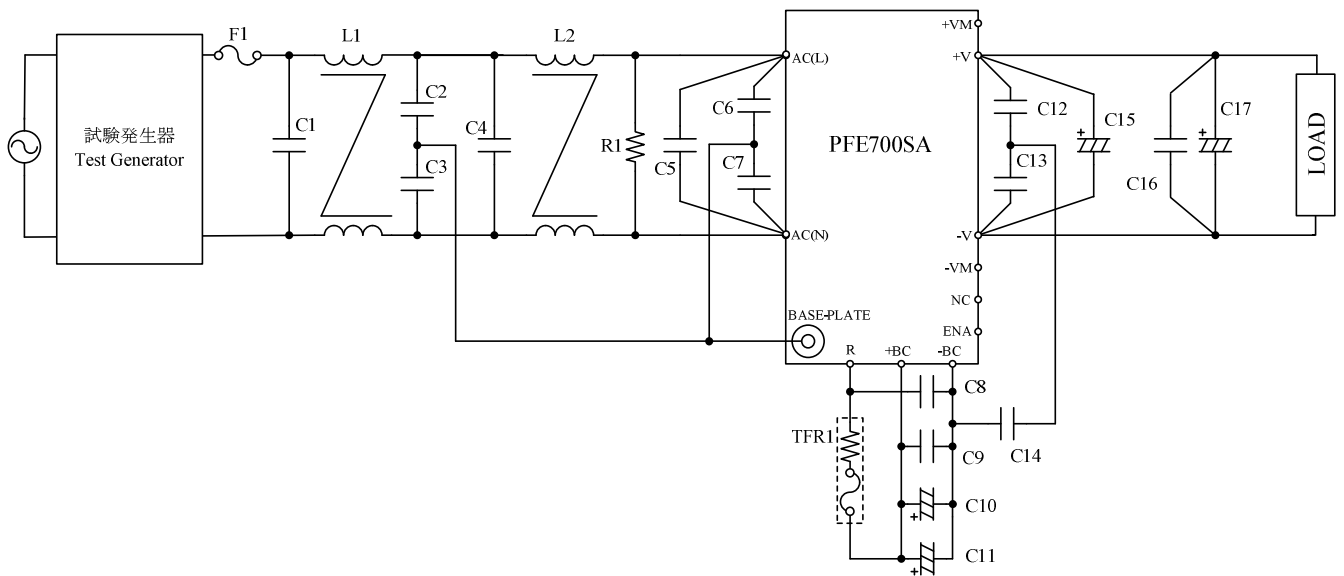 F1
L1
L2
C1
C2
C3
C4
R1
C5
C6
C7
試験発生器
Test Generator
AC(L)
AC(N)
PFE700SA
BASE-PLATE
+VM
+V
-V
-VM
NC
ENA
R
+BC
-BC
C12
C13
C15
C16
C17
LOAD
C8
TFR1
C9
C14
C10
C11
+
+
+
+